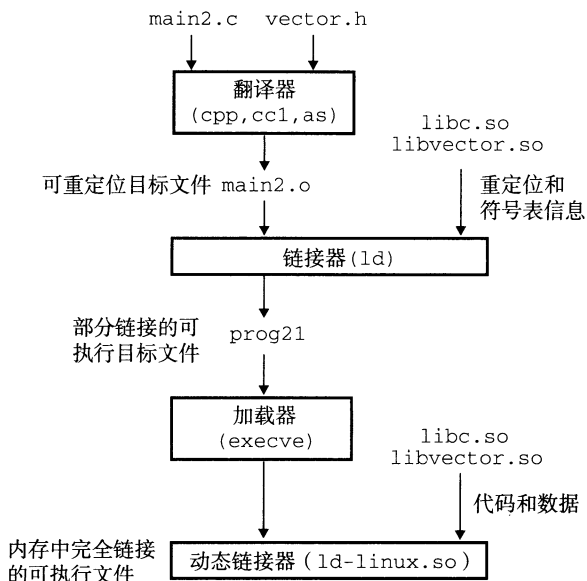 main2.c vector.h
翻译器
(cpp,cc1,as)
libc.so
libvector.so
可重定位目标文件 main2.o
重定位和
符号表信息
链接器(ld)
部分链接的可
执行目标文件
prog21
加载器
(execve)
libc.so
libvector.so
代码和数据
内存中完全链接
的可执行文件
动态链接器(ld-linux.so)